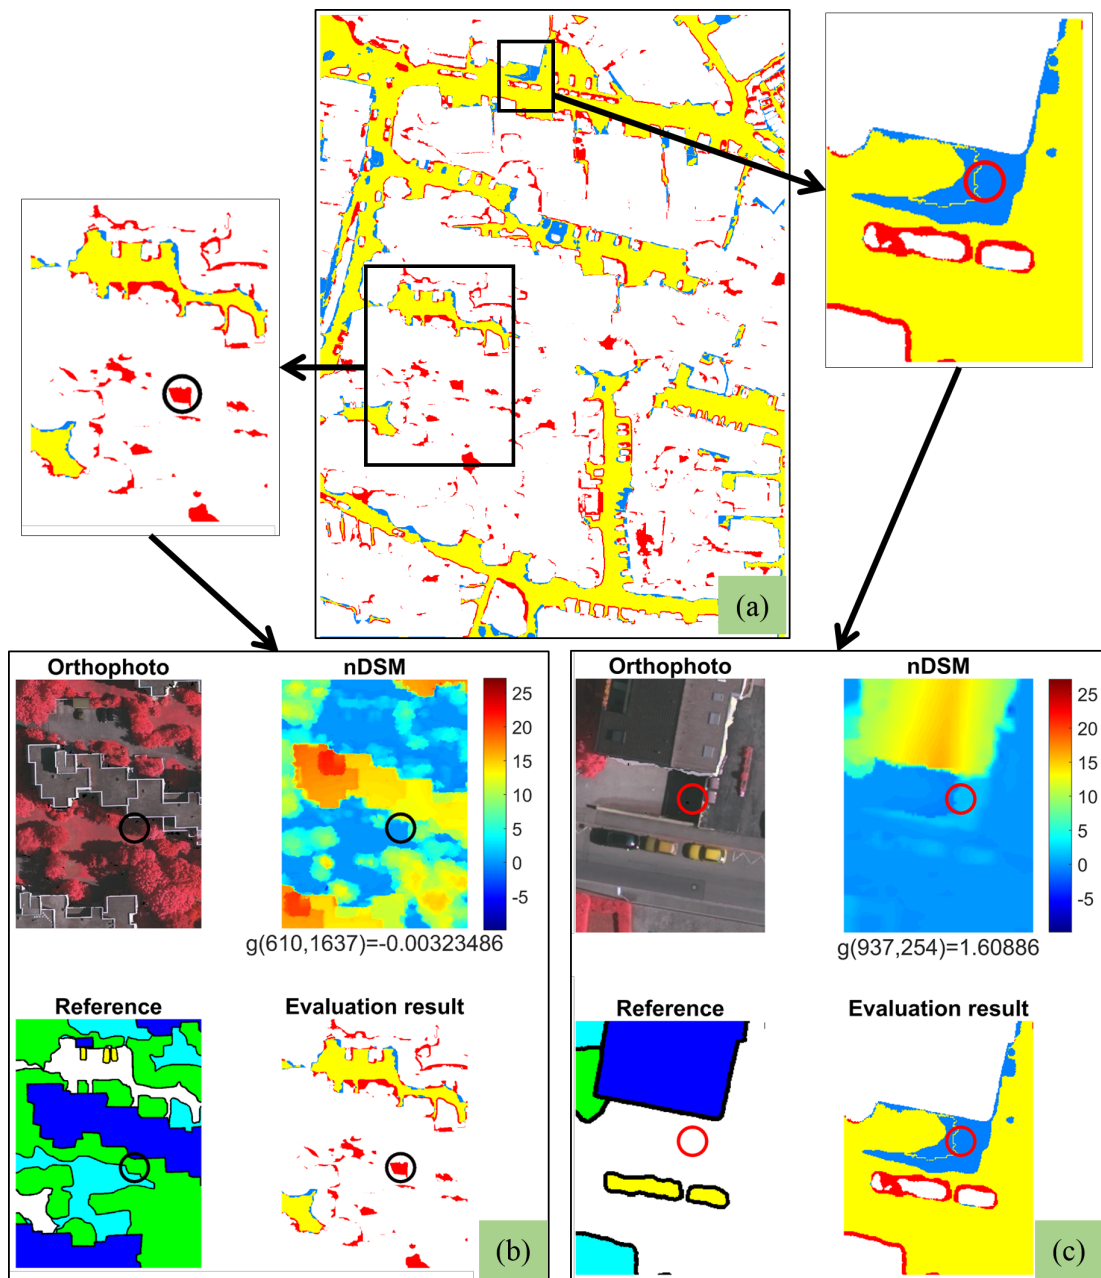 (a)
Orthophoto
nDSM
25
20
15
10
5
0
-5
g(610,1637)=-0.00323486
Reference
Evaluation result
(b)
Orthophoto
nDSM
25
20
15
10
5
0
-5
g(937,254)=1.60886
Reference
Evaluation result
(c)